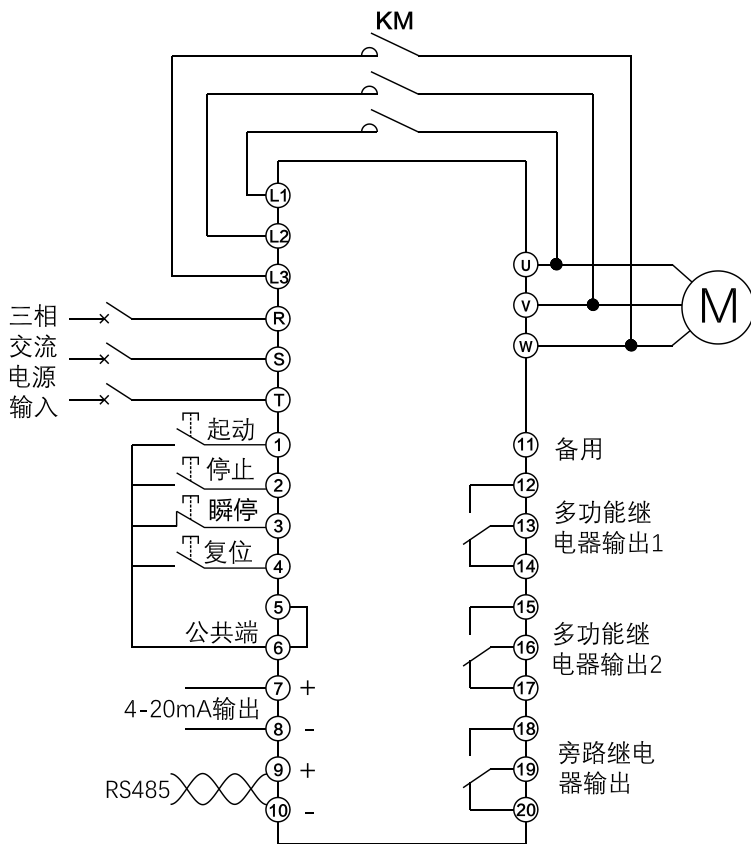 KM
L1
L2
L3
三相
交流
电源
输入
R
S
T
U
V
W
M
起动
1
停止
2
瞬停
3
复位
4
5
公共端
6
7
+
4-20mA输出
8
-
9
+
RS485
10
-
11
备用
12
13
14
多功能继
电器输出1
15
16
17
多功能继
电器输出2
18
19
20
旁路继电
器输出